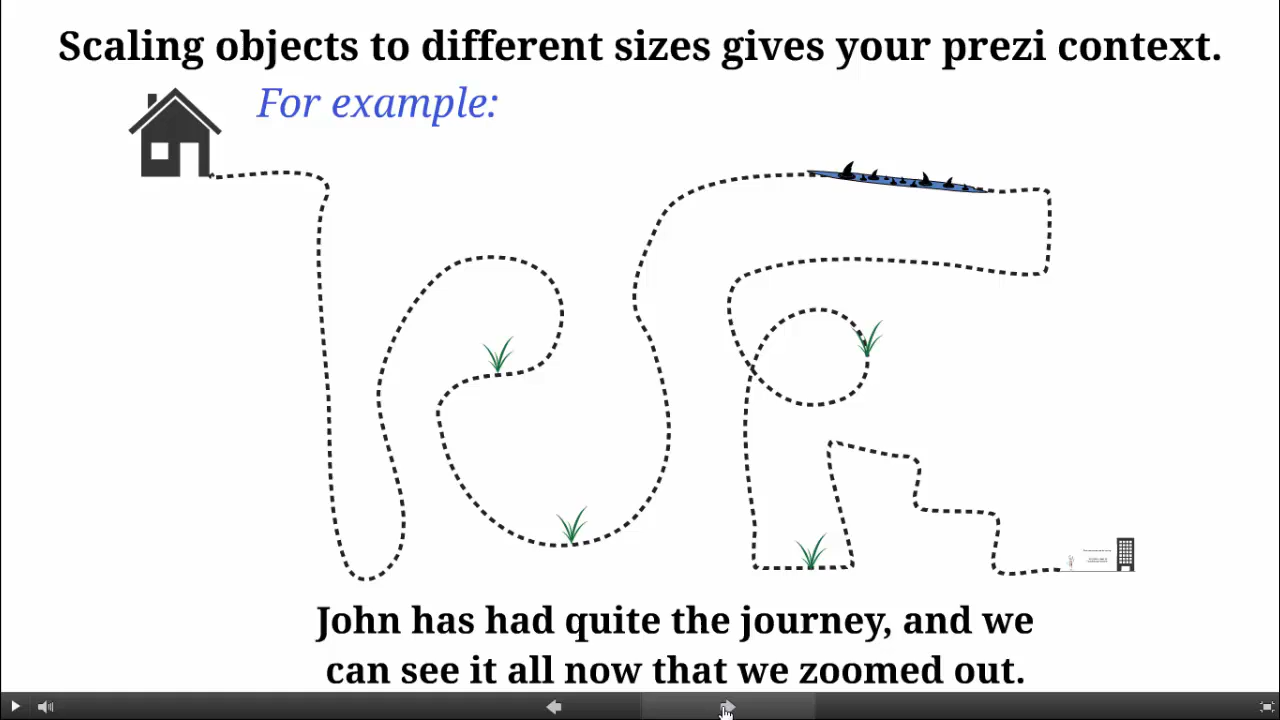 Scaling objects to different sizes gives your prezi context.
For example:
John has had quite the journey, and we
can see it all now that we zoomed out.